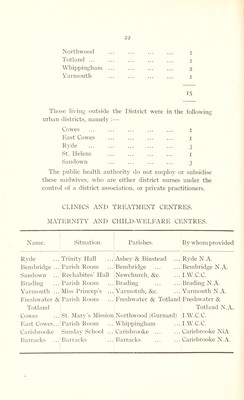 22
Northwood ... ... ... ... 1
Totland ... ... ... ... ... 1
Whippingham ... ... ... ... 2
Yarmouth ... ... ... ... 1
15
Those living outside the District were in the following
urban districts, namely :—
Cowes ... ... ... ... ... 1
East Cowes ... ... ... ... 1
Ryde ... ... ... ... ... 3
St. Helens ... ... ... ... 1
Sandown ... ... ... ... 3
The public health authority do not employ or subsidise
these midwives, who are either district nurses under the
control of a district association, or private practitioners.
CLINICS AND TREATMENT CENTRES.
MATERNITY AND CHILD-WELFARE CENTRES.
Name. Situation. Parishes. By whom provided
Ryde ... Trinity Hall ... Ashey & Binstead ... Ryde N.A.
Bembridge ... Parish Room ... Bembridge ... ... Bembridge N.A.
Sandown ... Rechabites' Hall Newchurch, &c. ... I.W.C.C.
Brading ... Parish Room ... Brading ... ... Brading N.A.
Yarmouth ... Miss Princep's ... Yarmouth, &c. ... Yarmouth N.A.
Freshwater & Parish Room ... Freshwater & Totland Freshwater &
Totland Totland N.A.
Cowes ... St. Mary's Mission Northwood (Gurnard) I.W.C.C.
East Cowes... Parish Room ... Whippingham ... I.W.C.C.
Carisbrooke Sunday School ... Carisbrooke ... ... Carisbrooke N.A.
Barracks ... Barracks ... Barracks ... ... Carisbrooke N.A.